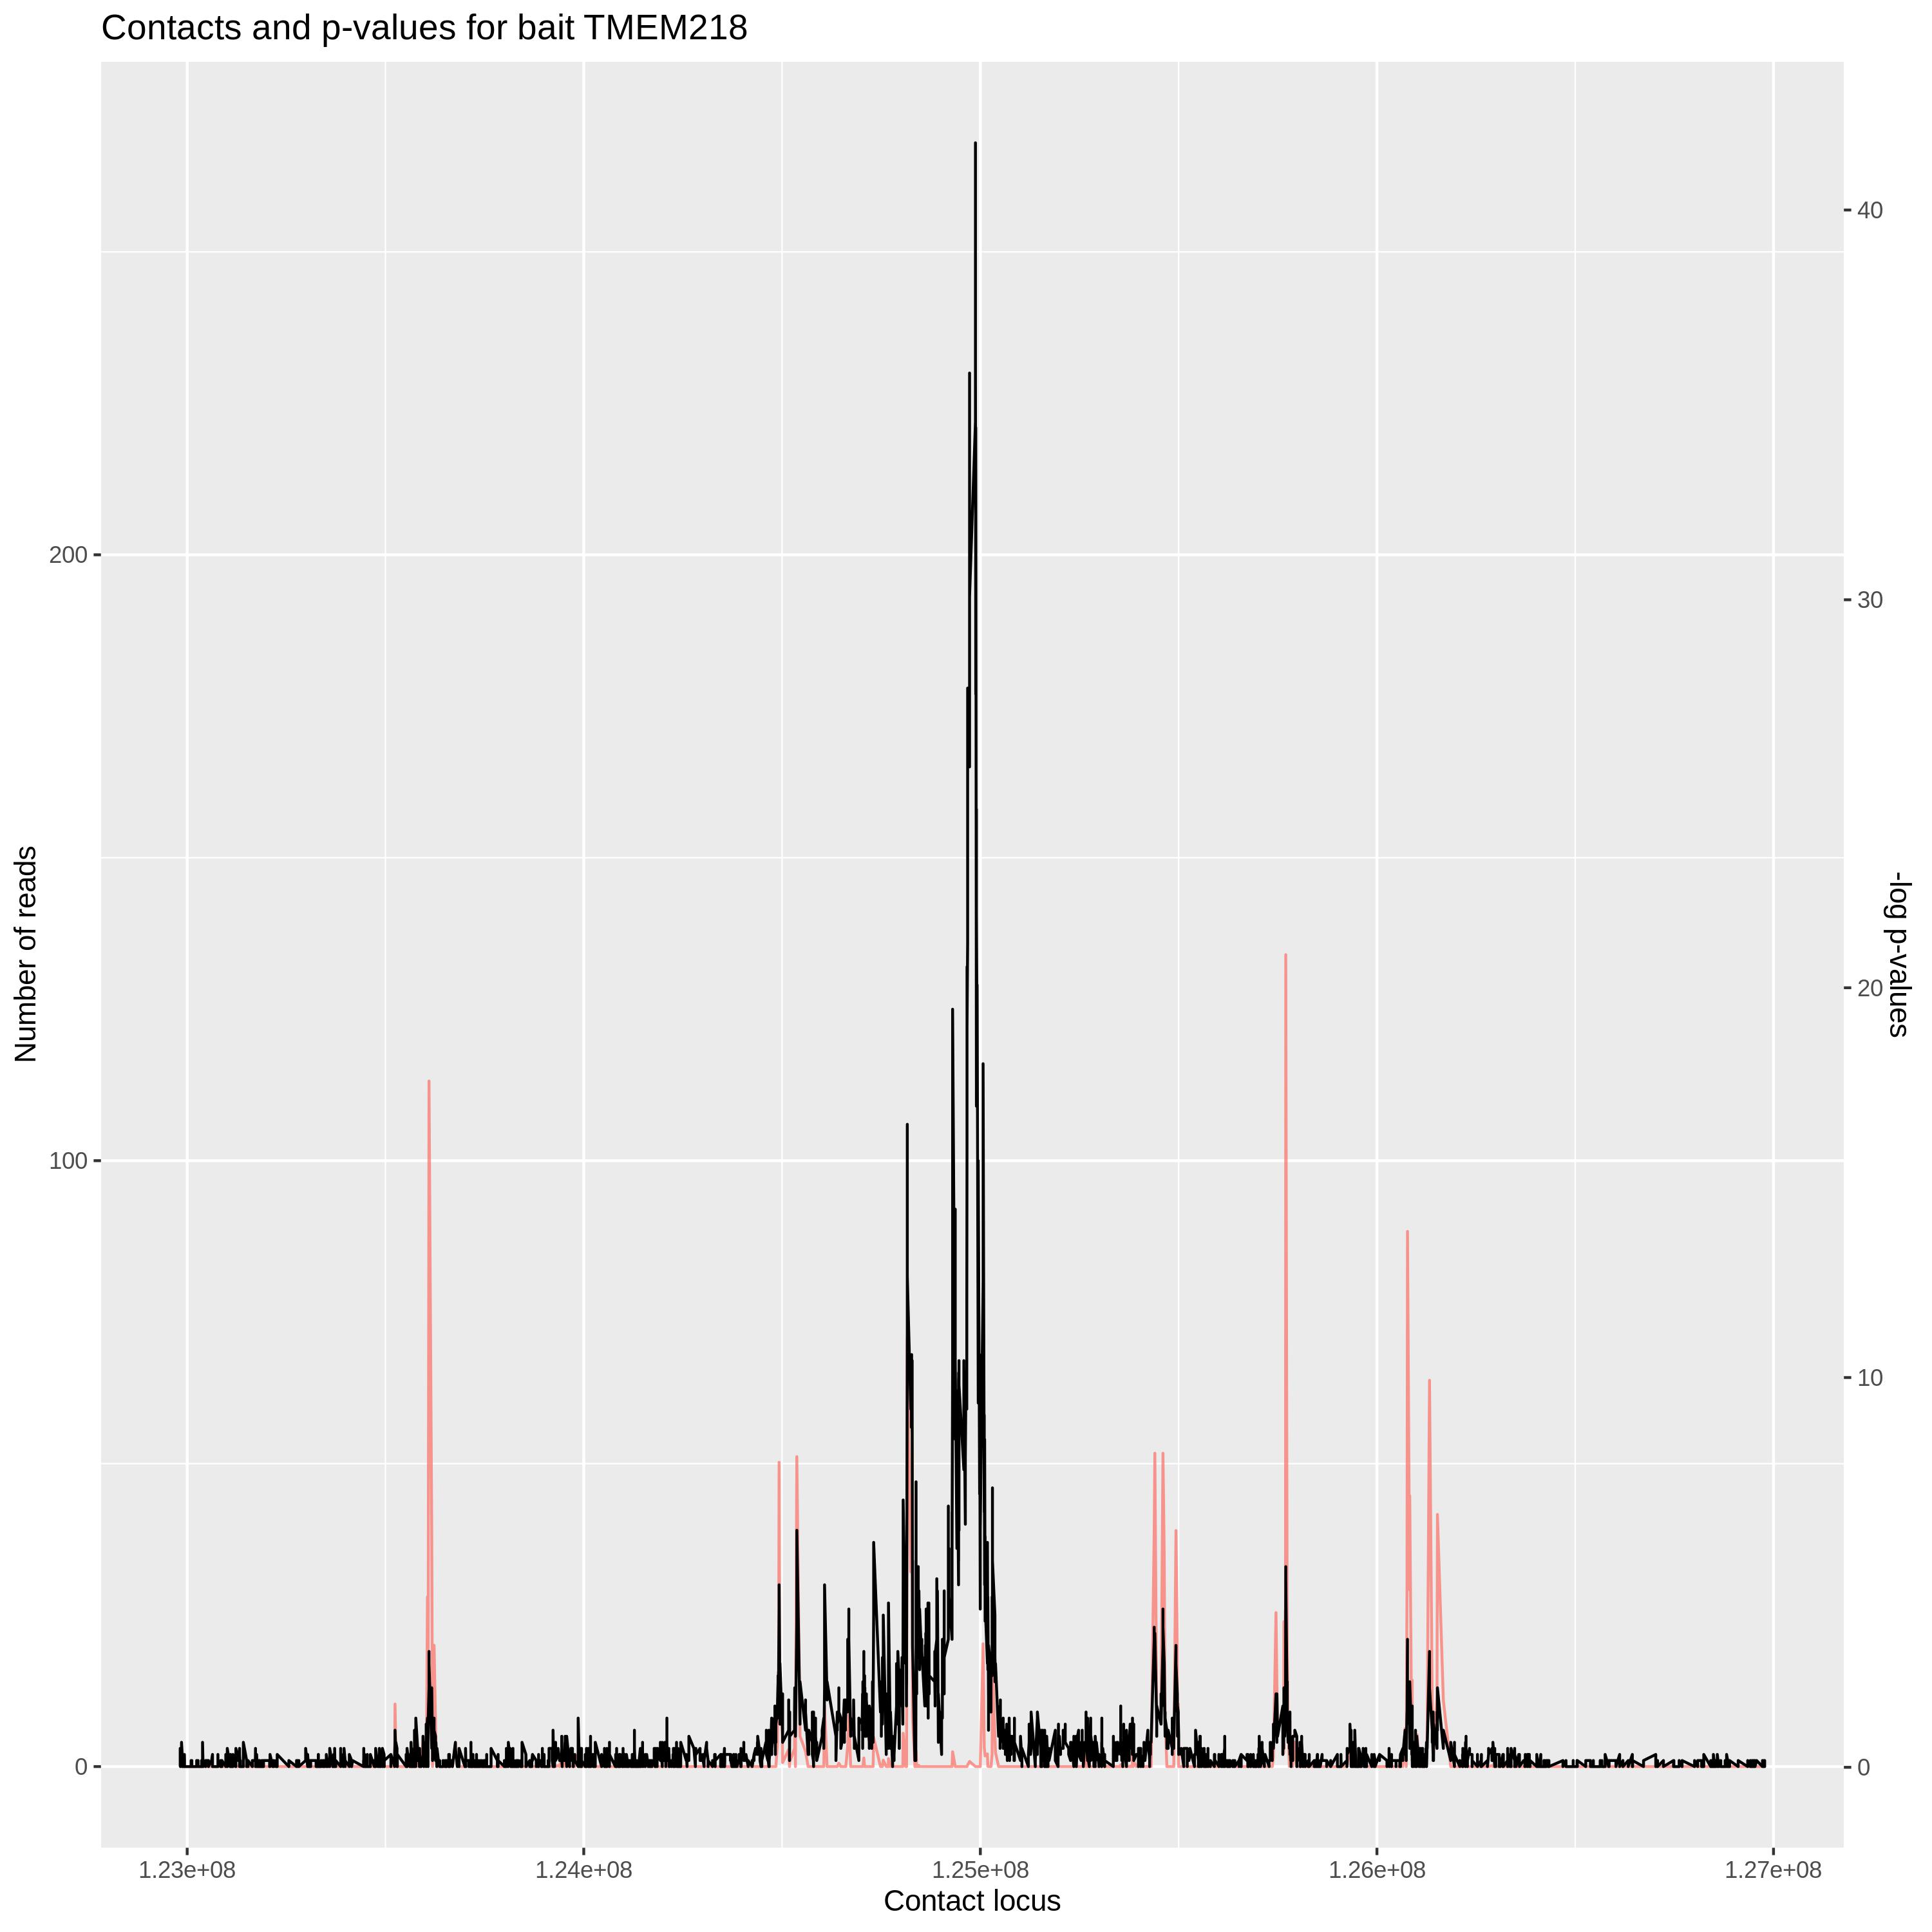 Contacts and p-values for bait TMEM218
Number of reads
200
100
0
40
30
20
10
0
-log p-values
1.23e+08 1.24e+08 1.25e+08 1.26e+08 1.27e+08
Contact locus